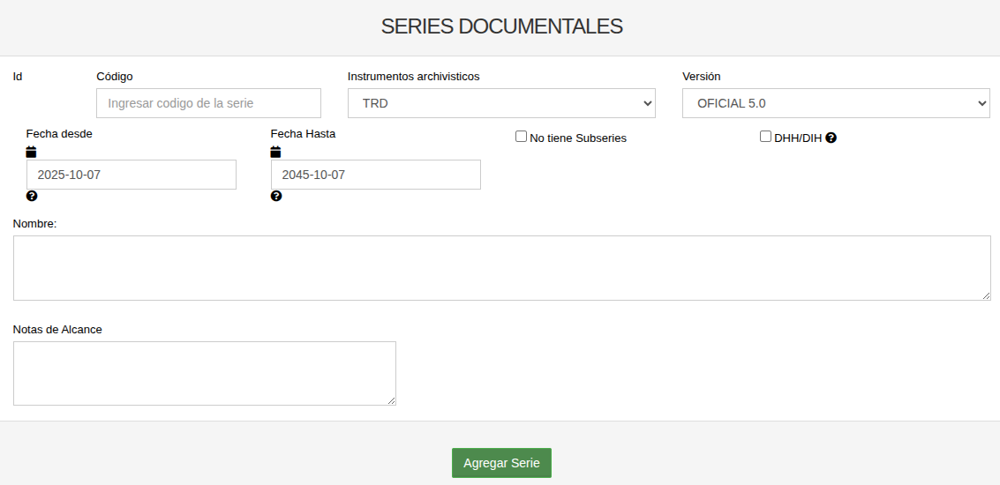 SERIES DOCUMENTALES
Id Código Instrumentos archivisticos Versión
Ingresar codigo de la serie TRD OFICIAL 5.0
Fecha desde Fecha Hasta No tiene Subseries DHH/DIH
2025-10-07 2045-10-07
Nombre:
Notas de Alcance
Agregar Serie